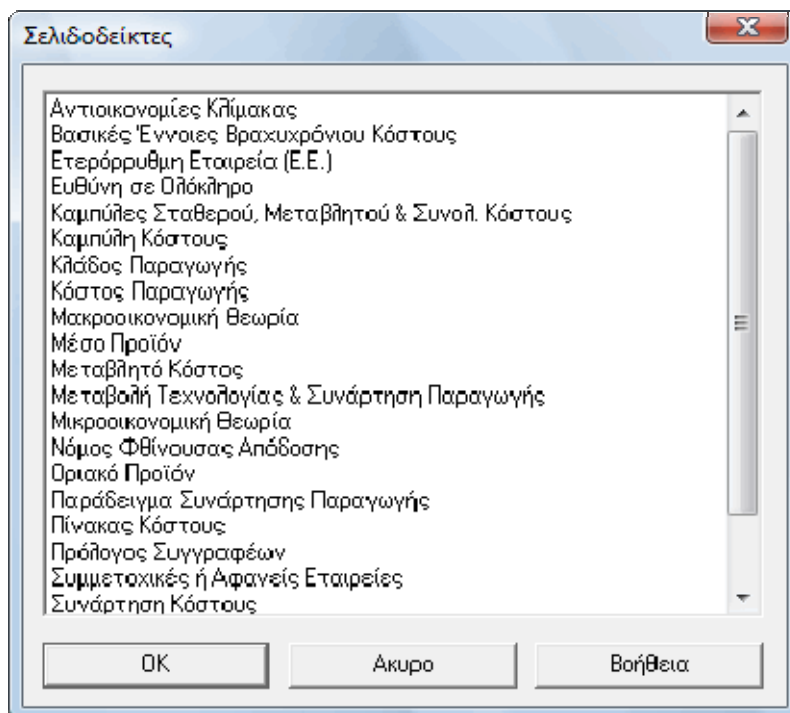 Σελιδοδείκτες
Αντιοικονομίες Κλίμακας
Βασικές Έννοιες Βραχυχρόνιου Κόστους
Ετερόρρυθμη Εταιρεία (Ε.Ε.)
Ευθύνη σε Ολόκληρο
Καμπύλες Σταθερού, Μεταβλητού & Συνολ. Κόστους
Καμπύλη Κόστους
Κλάδος Παραγωγής
Κόστος Παραγωγής
Μακροοικονομική Θεωρία
Μέσο Προϊόν
Μεταβλητό Κόστος
Μεταβολή Τεχνολογίας & Συνάρτηση Παραγωγής
Μικροοικονομική Θεωρία
Νόμος Φθίνουσας Απόδοσης
Οριακό Προϊόν
Παράδειγμα Συνάρτησης Παραγωγής
Πίνακας Κόστους
Πρόλογος Συγγραφέων
Συμμετοχικές ή Αφανείς Εταιρείες
Συνάρτηση Κόστους
OK Ακυρο Βοήθεια